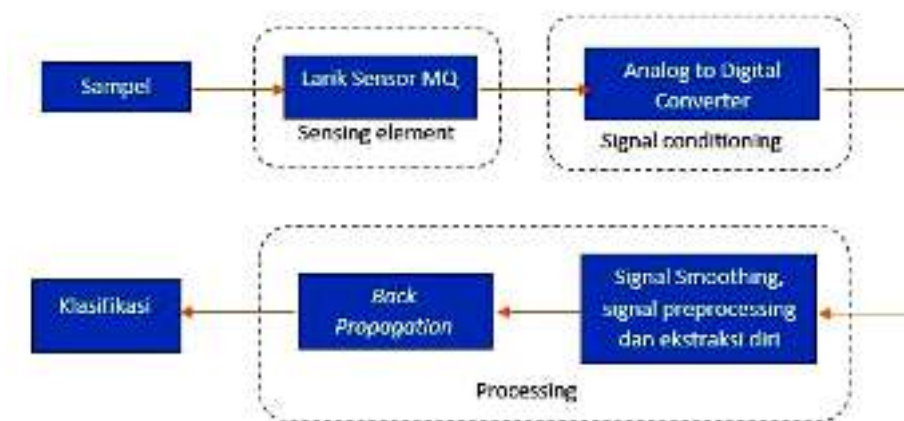 Sampel
Larik Sensor MQ
Sensing element
Analog to Digital
Converter
Signal conditioning
Klasifikasi
Back
Propagation
Signal Smoothing,
signal preprocessing
dan ekstraksi diri
Processing